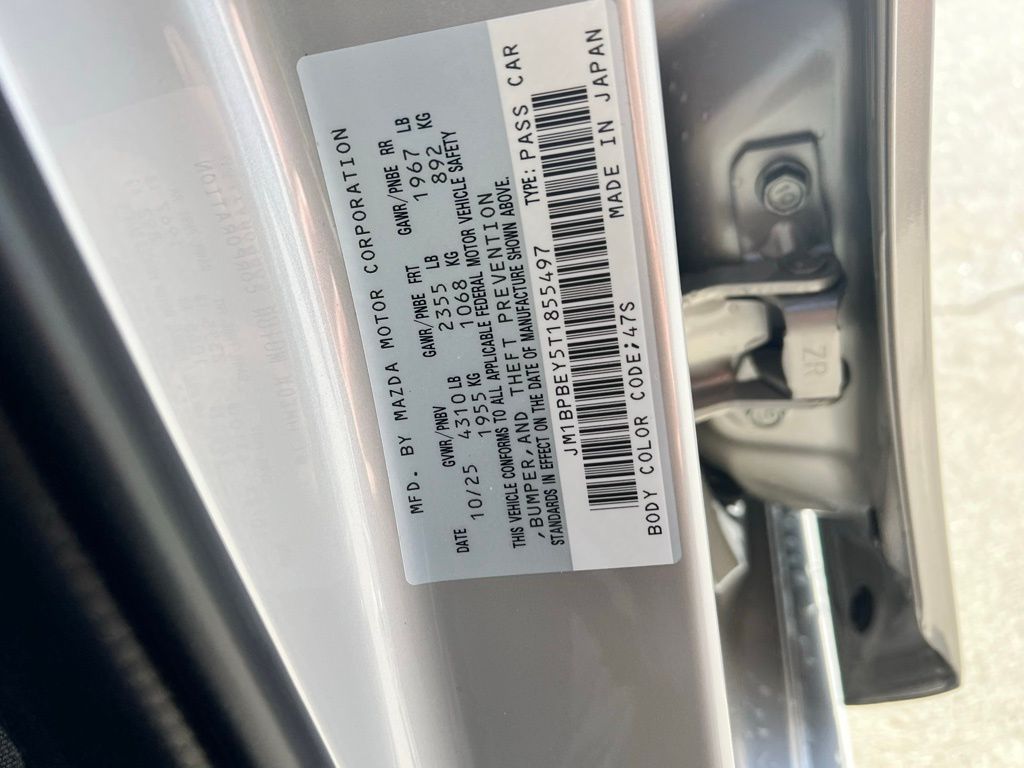 MFD. BY MAZDA MOTOR CORPORATION
DATE GVWR/PNBV GAWR/PNBE FRT GAWR/PNBE RR
10/25 4310 LB 2355 LB 1967 LB
1955 KG 1068 KG 892 KG
THIS VEHICLE CONFORMS TO ALL APPLICABLE FEDERAL MOTOR VEHICLE SAFETY
,BUMPER,AND THEFT PREVENTION
STANDARDS IN EFFECT ON THE DATE OF MANUFACTURE SHOWN ABOVE.
JM1BPBEY5T1855497 TYPE: PASS CAR
BODY COLOR CODE;47S MADE IN JAPAN
ZR